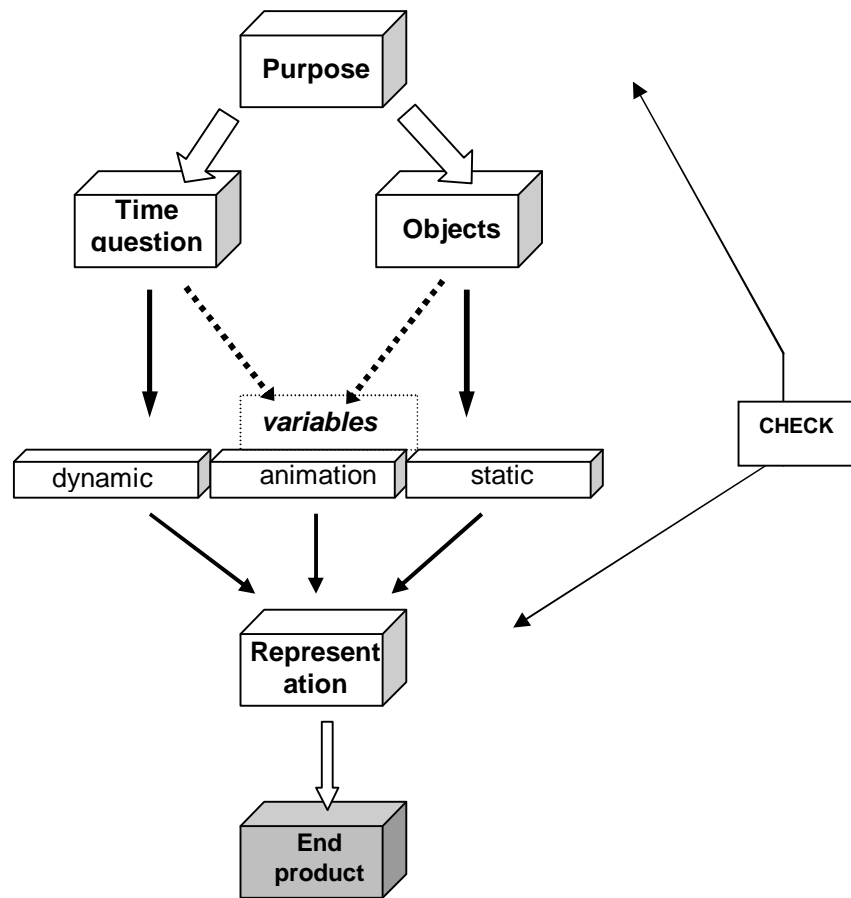 Purpose
Time
question
Objects
variables
CHECK
dynamic
animation
static
Represent
ation
End
product